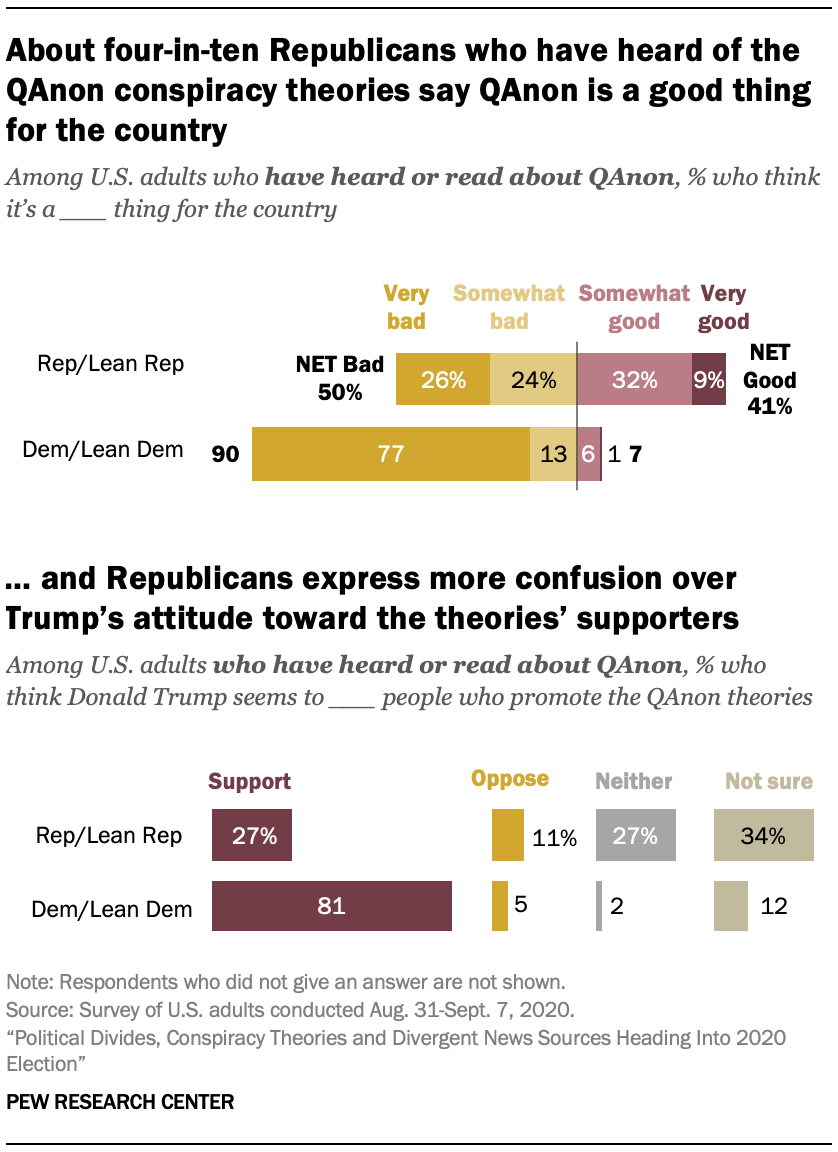 About four-in-ten Republicans who have heard of the
QAnon conspiracy theories say QAnon is a good thing
for the country
Among U.S. adults who have heard or read about QAnon, % who think
it's a ___ thing for the country
Very bad
Somewhat bad
Somewhat good
Very good
Rep/Lean Rep
NET Bad
50%
26%
24%
32%
9%
NET
Good
41%
Dem/Lean Dem
90
77
13
6
1
7
... and Republicans express more confusion over
Trump's attitude toward the theories' supporters
Among U.S. adults who have heard or read about QAnon, % who
think Donald Trump seems to ___ people who promote the QAnon theories
Support
Oppose
Neither
Not sure
Rep/Lean Rep
27%
11%
27%
34%
Dem/Lean Dem
81
5
2
12
Note: Respondents who did not give an answer are not shown.
Source: Survey of U.S. adults conducted Aug. 31-Sept. 7, 2020.
“Political Divides, Conspiracy Theories and Divergent News Sources Heading Into 2020
Election”
PEW RESEARCH CENTER